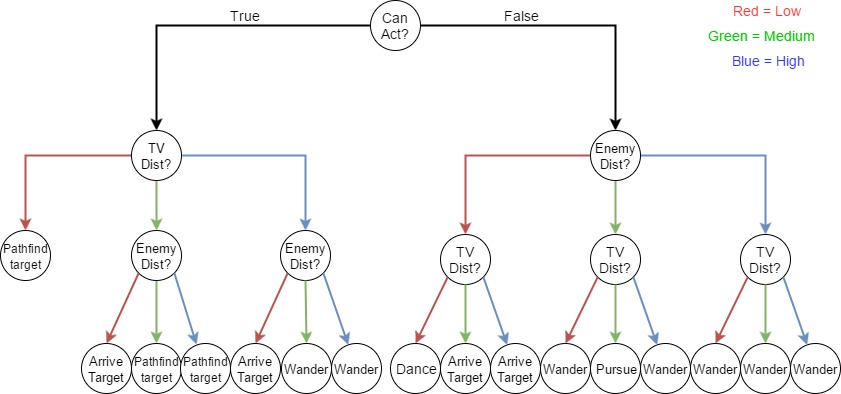 Red = Low
Green = Medium
Blue = High
True
Can
Act?
False
TV
Dist?
Enemy
Dist?
Pathfind
target
Enemy
Dist?
Enemy
Dist?
TV
Dist?
TV
Dist?
TV
Dist?
Arrive
Target
Pathfind
target
Pathfind
target
Arrive
Target
Wander
Wander
Dance
Arrive
Target
Arrive
Target
Wander
Pursue
Wander
Wander
Wander
Wander